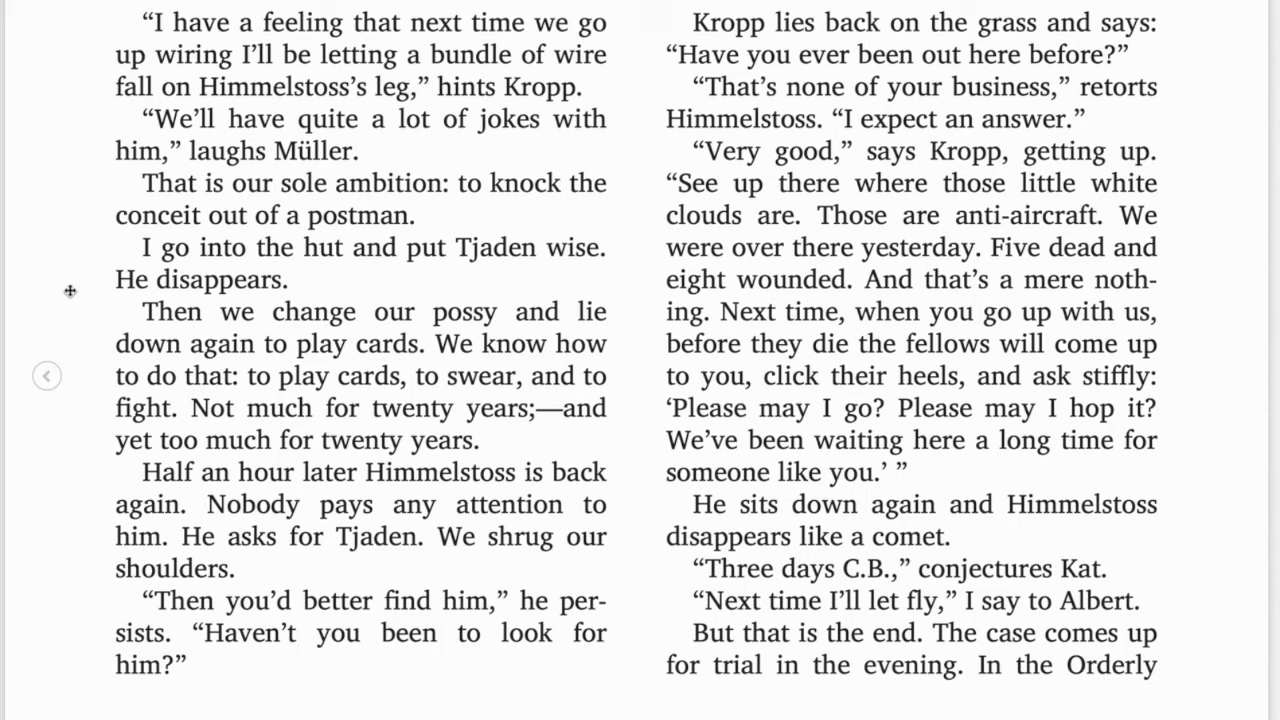 “I have a feeling that next time we go
up wiring I’ll be letting a bundle of wire
fall on Himmelstoss’s leg,” hints Kropp.
“We’ll have quite a lot of jokes with
him,” laughs Müller.
That is our sole ambition: to knock the
conceit out of a postman.
I go into the hut and put Tjaden wise.
He disappears.
Then we change our possy and lie
down again to play cards. We know how
to do that: to play cards, to swear, and to
fight. Not much for twenty years;—and
yet too much for twenty years.
Half an hour later Himmelstoss is back
again. Nobody pays any attention to
him. He asks for Tjaden. We shrug our
shoulders.
“Then you’d better find him,” he per-
sists. “Haven’t you been to look for
him?”
Kropp lies back on the grass and says:
“Have you ever been out here before?”
“That’s none of your business,” retorts
Himmelstoss. “I expect an answer.”
“Very good,” says Kropp, getting up.
“See up there where those little white
clouds are. Those are anti-aircraft. We
were over there yesterday. Five dead and
eight wounded. And that’s a mere noth-
ing. Next time, when you go up with us,
before they die the fellows will come up
to you, click their heels, and ask stiffly:
‘Please may I go? Please may I hop it?
We’ve been waiting here a long time for
someone like you.’ ”
He sits down again and Himmelstoss
disappears like a comet.
“Three days C.B.,” conjectures Kat.
“Next time I’ll let fly,” I say to Albert.
But that is the end. The case comes up
for trial in the evening. In the Orderly